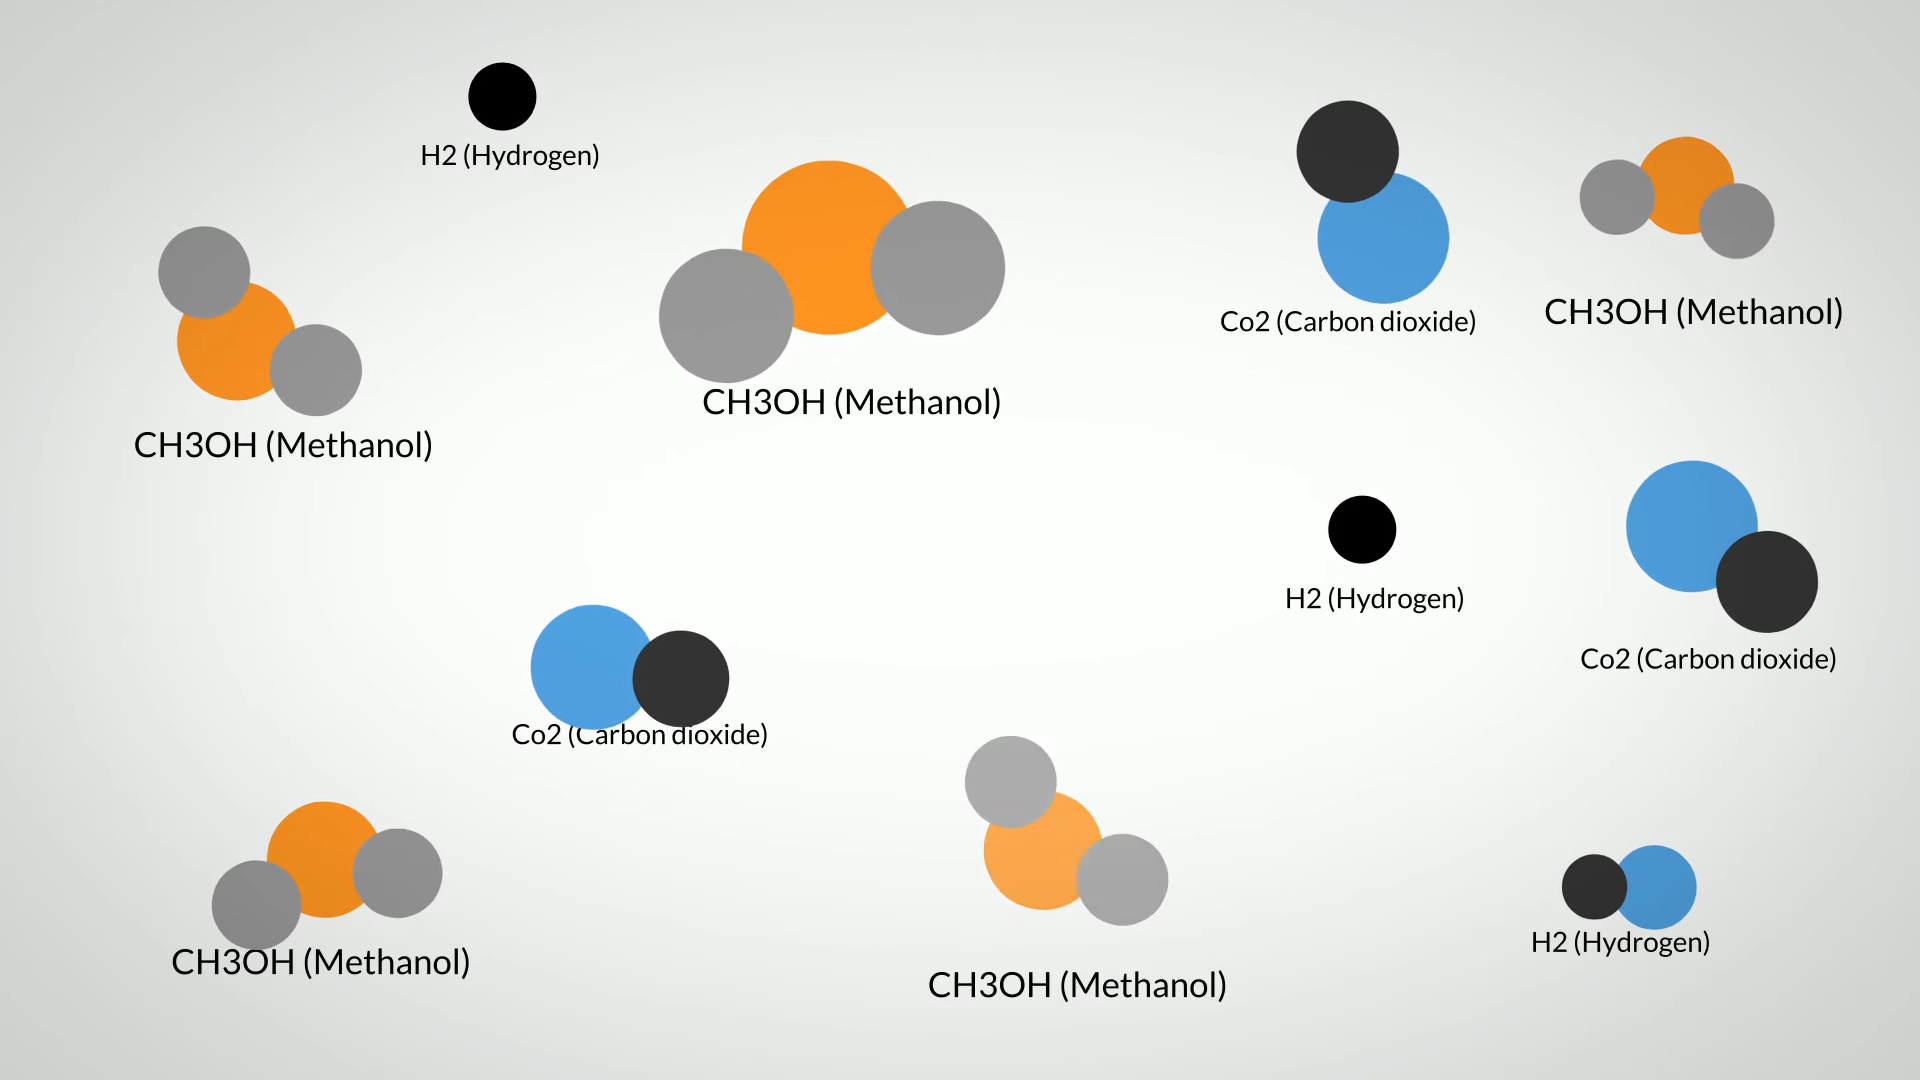 H2 (Hydrogen)
Co2 (Carbon dioxide)
CH3OH (Methanol)
CH3OH (Methanol)
CH3OH (Methanol)
H2 (Hydrogen)
Co2 (Carbon dioxide)
Co2 (Carbon dioxide)
H2 (Hydrogen)
CH3OH (Methanol)
CH3OH (Methanol)